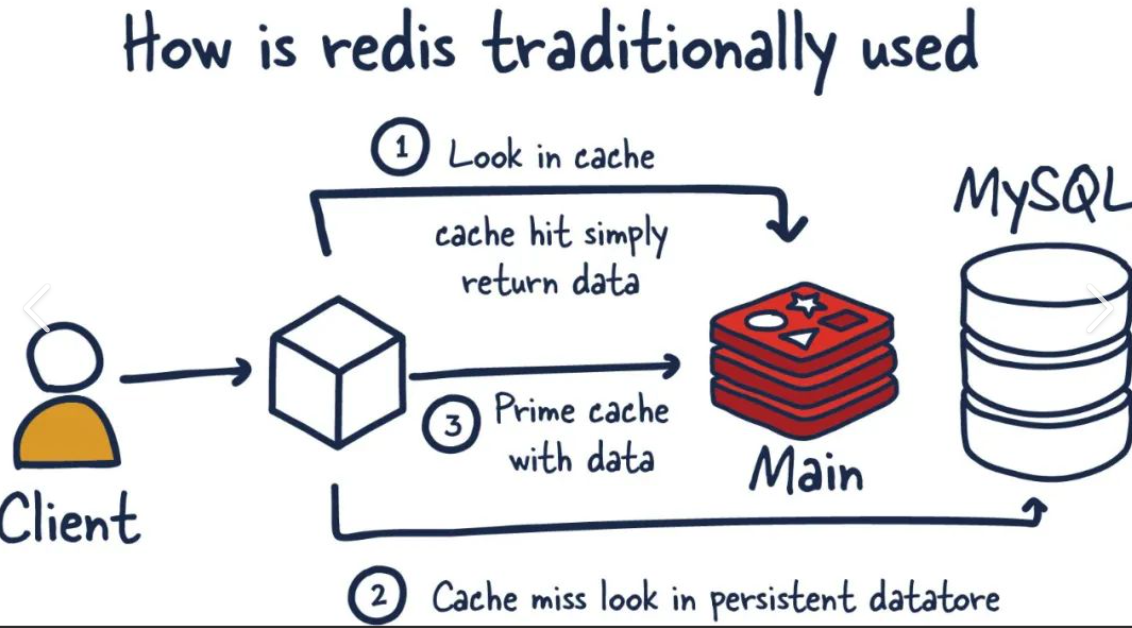 How is redis traditionally used
1 Look in cache
cache hit simply
return data
MySQL
3 Prime cache
with data
Main
Client
2 Cache miss look in persistent datatore